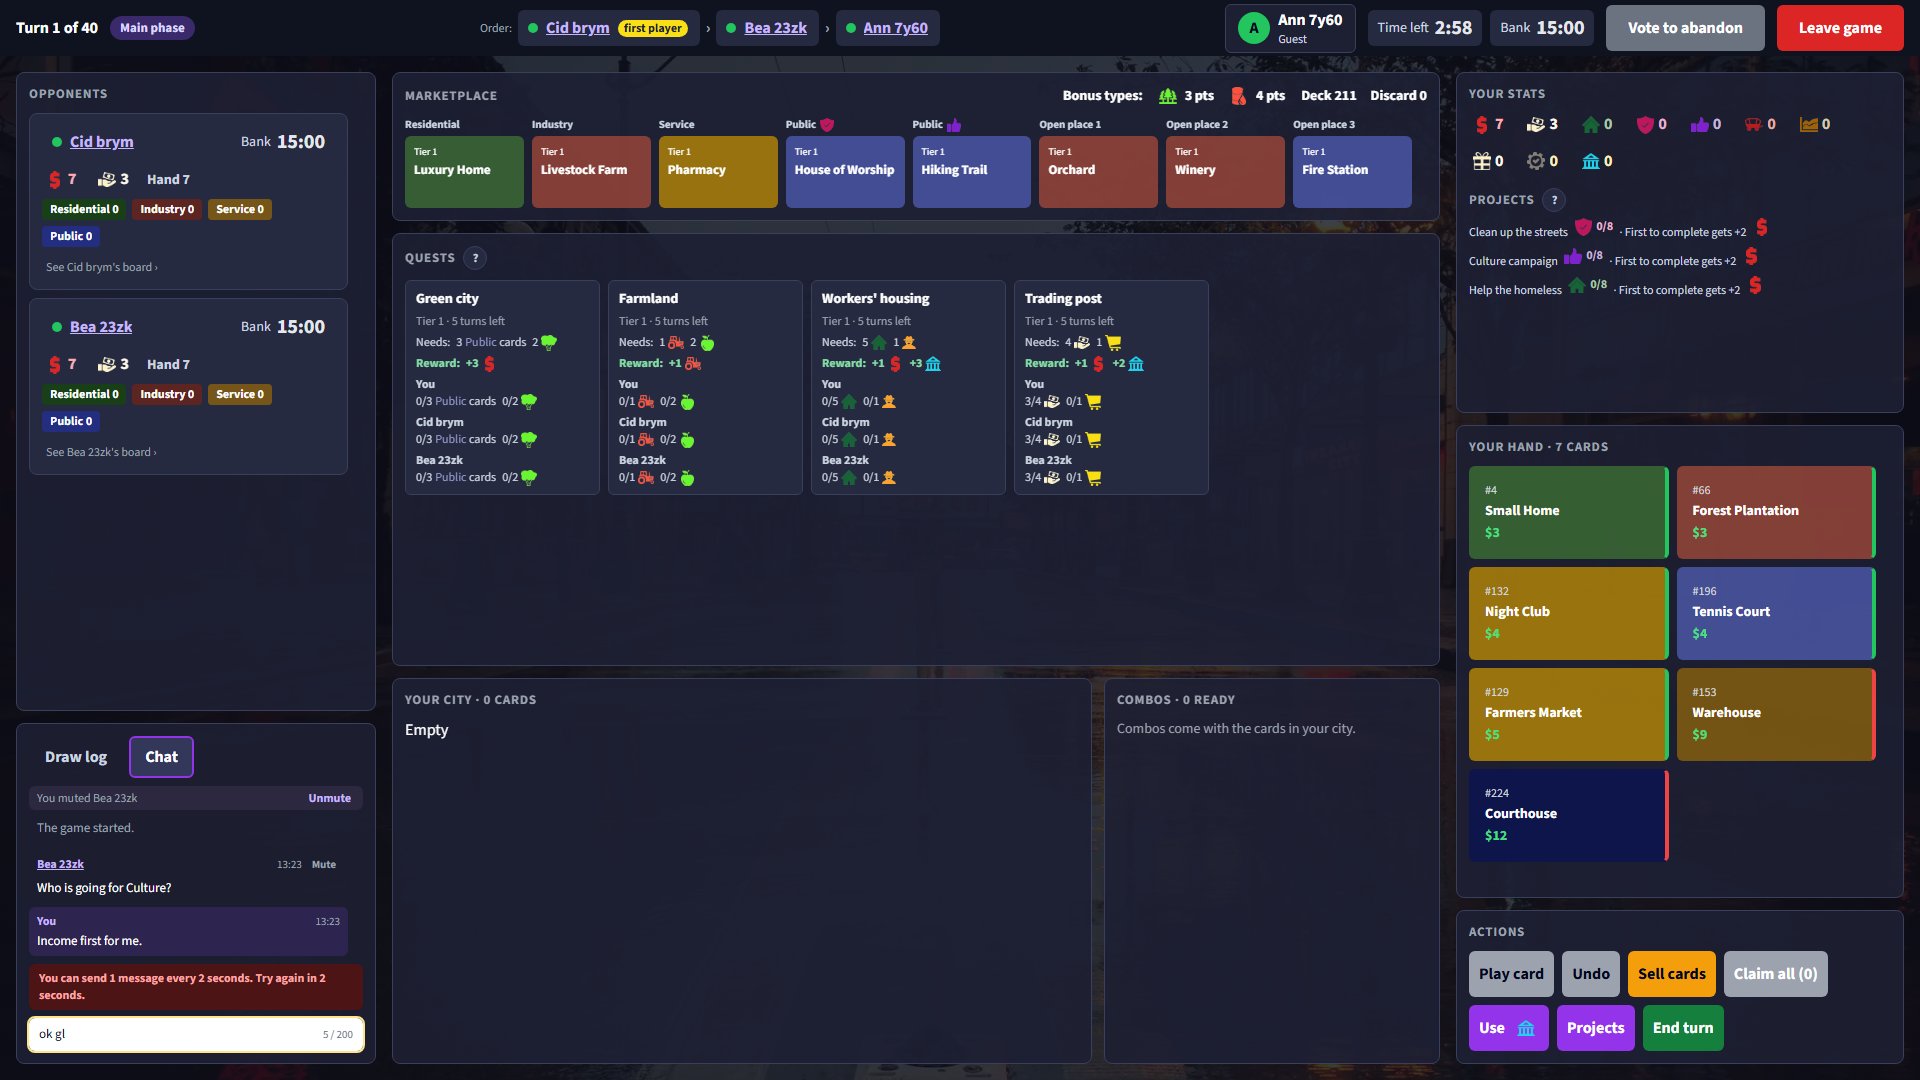 Turn 1 of 40 Main phase Order: Cid brym first player › Bea 23zk › Ann 7y60 A Ann 7y60 Guest Time left 2:58 Bank 15:00 Vote to abandon Leave game
OPPONENTS
Cid brym Bank 15:00
7 3 Hand 7
Residential 0 Industry 0 Service 0
Public 0
See Cid brym's board ›
Bea 23zk Bank 15:00
7 3 Hand 7
Residential 0 Industry 0 Service 0
Public 0
See Bea 23zk's board ›
Draw log Chat
You muted Bea 23zk Unmute
The game started.
Bea 23zk 13:23 Mute
Who is going for Culture?
You 13:23
Income first for me.
You can send 1 message every 2 seconds. Try again in 2
seconds.
ok gl 5 / 200
MARKETPLACE Bonus types: 3 pts 4 pts Deck 211 Discard 0
Residential Industry Service Public Public Open place 1 Open place 2 Open place 3
Tier 1 Tier 1 Tier 1 Tier 1 Tier 1 Tier 1 Tier 1 Tier 1
Luxury Home Livestock Farm Pharmacy House of Worship Hiking Trail Orchard Winery Fire Station
QUESTS ?
Green city
Tier 1 · 5 turns left
Needs: 3 Public cards 2
Reward: +3
You
0/3 Public cards 0/2
Cid brym
0/3 Public cards 0/2
Bea 23zk
0/3 Public cards 0/2
Farmland
Tier 1 · 5 turns left
Needs: 1 2
Reward: +1
You
0/1 0/2
Cid brym
0/1 0/2
Bea 23zk
0/1 0/2
Workers' housing
Tier 1 · 5 turns left
Needs: 5 1
Reward: +1 +3
You
0/5 0/1
Cid brym
0/5 0/1
Bea 23zk
0/5 0/1
Trading post
Tier 1 · 5 turns left
Needs: 4 1
Reward: +1 +2
You
3/4 0/1
Cid brym
3/4 0/1
Bea 23zk
3/4 0/1
YOUR CITY · 0 CARDS
Empty
COMBOS · 0 READY
Combos come with the cards in your city.
YOUR STATS
7 3 0 0 0 0 0
0 0 0
PROJECTS ?
Clean up the streets 0/8 · First to complete gets +2
Culture campaign 0/8 · First to complete gets +2
Help the homeless 0/8 · First to complete gets +2
YOUR HAND · 7 CARDS
#4
Small Home
$3
#66
Forest Plantation
$3
#132
Night Club
$4
#196
Tennis Court
$4
#129
Farmers Market
$5
#153
Warehouse
$9
#224
Courthouse
$12
ACTIONS
Play card Undo Sell cards Claim all (0)
Use Projects End turn